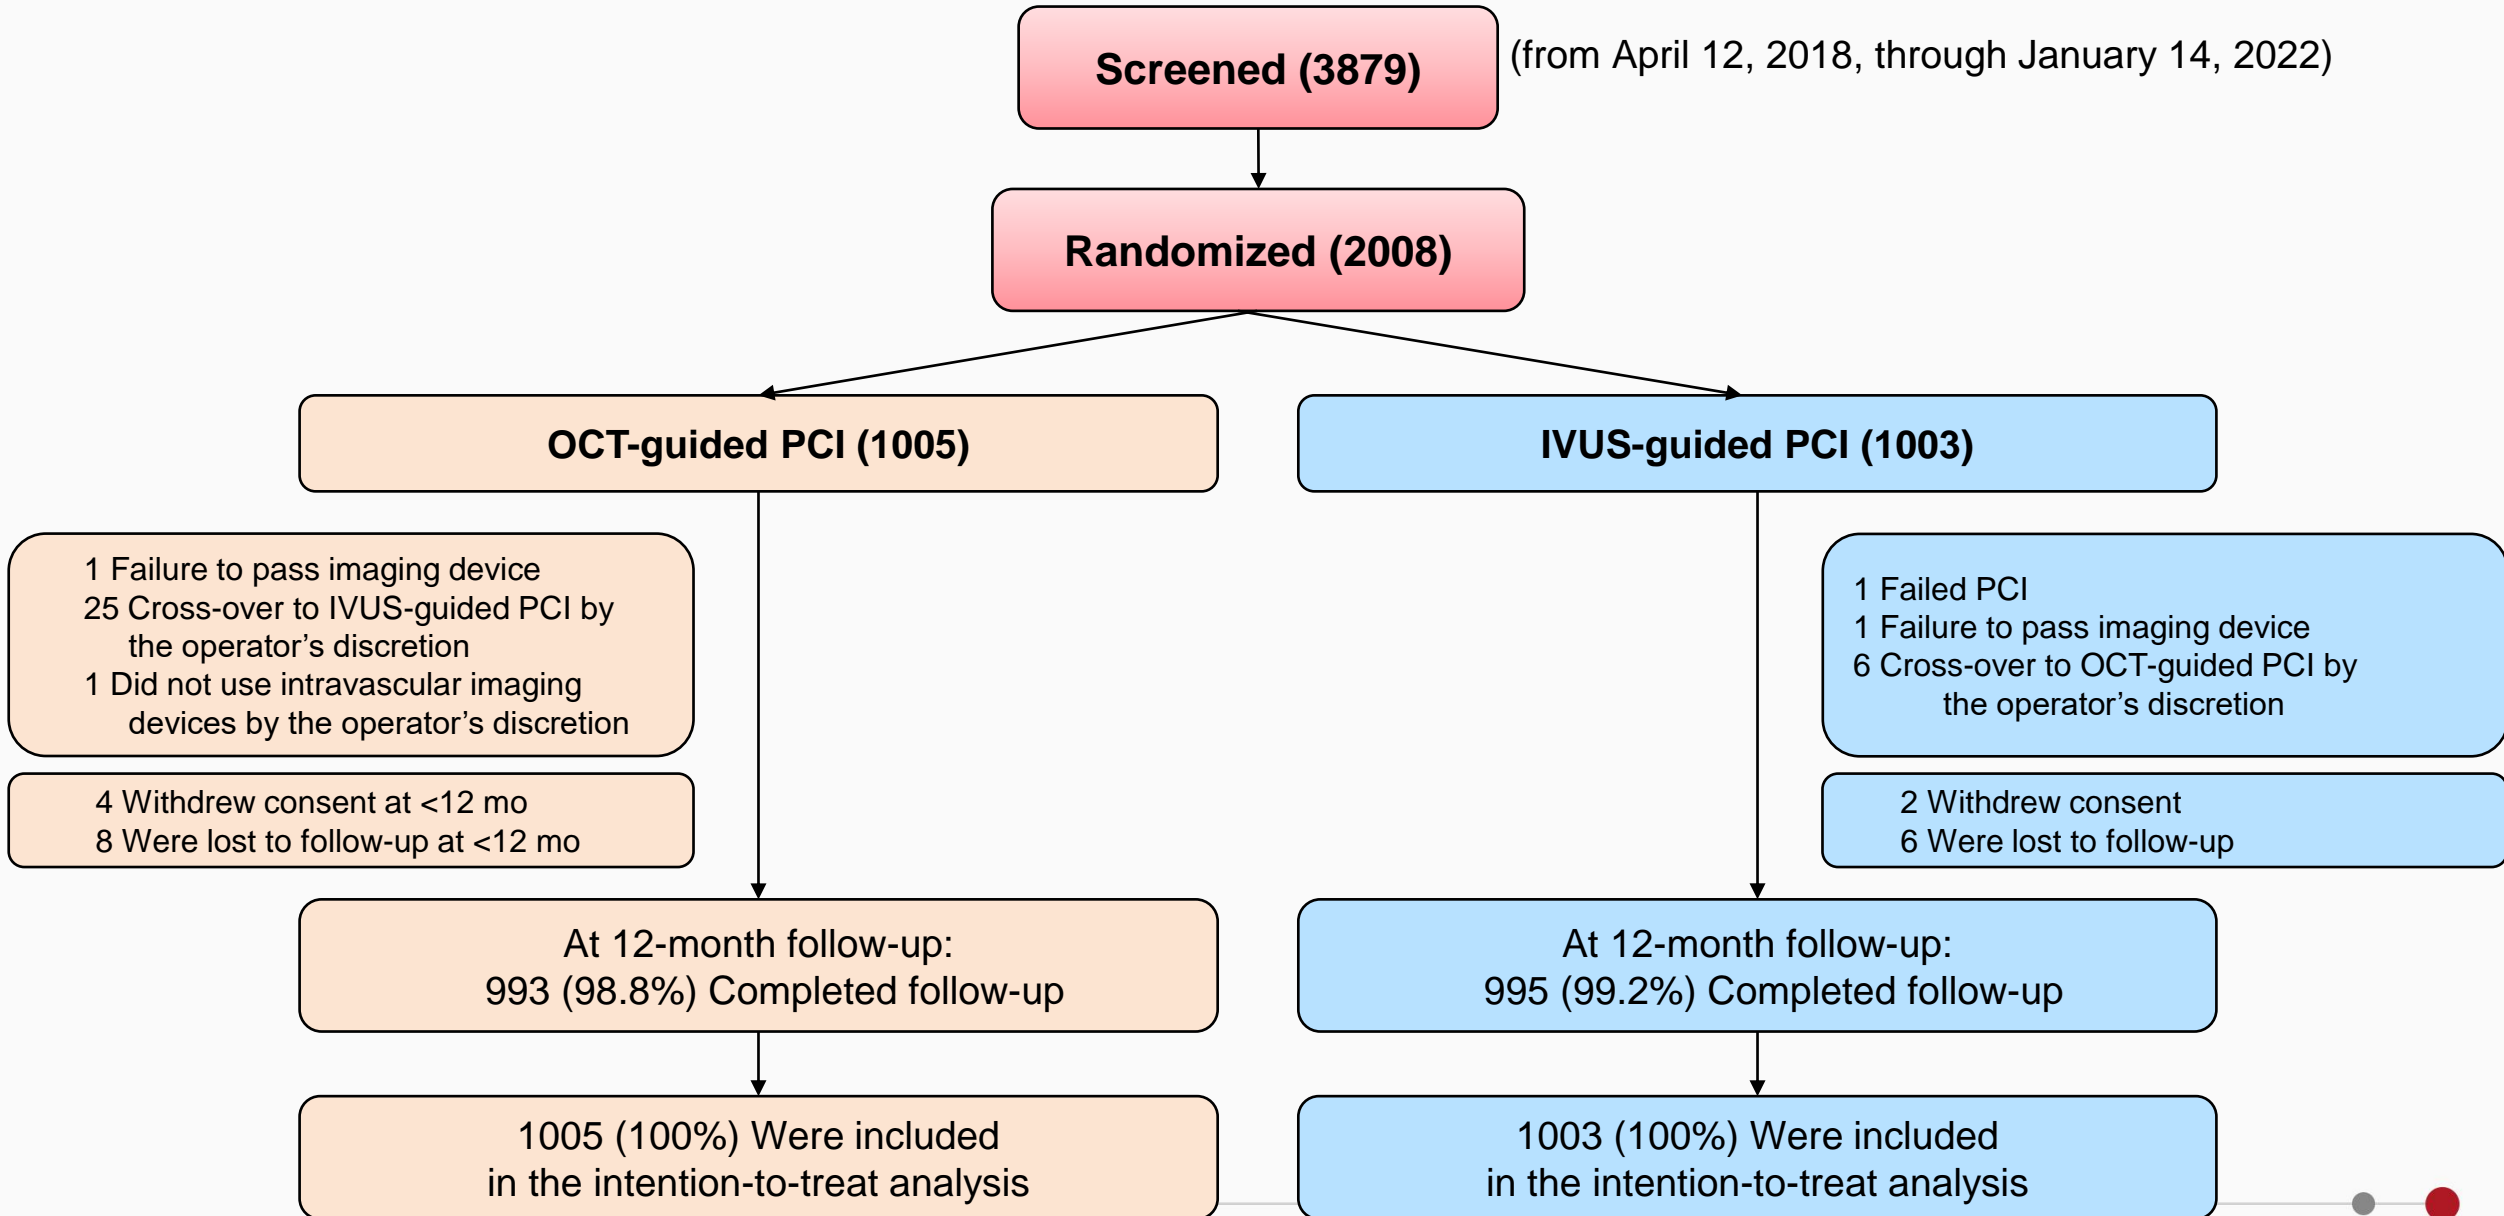 Screened (3879)
(from April 12, 2018, through January 14, 2022)
Randomized (2008)
OCT-guided PCI (1005)
IVUS-guided PCI (1003)
1 Failure to pass imaging device
25 Cross-over to IVUS-guided PCI by
the operator’s discretion
1 Did not use intravascular imaging
devices by the operator’s discretion
1 Failed PCI
1 Failure to pass imaging device
6 Cross-over to OCT-guided PCI by
the operator’s discretion
4 Withdrew consent at <12 mo
8 Were lost to follow-up at <12 mo
2 Withdrew consent
6 Were lost to follow-up
At 12-month follow-up:
993 (98.8%) Completed follow-up
At 12-month follow-up:
995 (99.2%) Completed follow-up
1005 (100%) Were included
in the intention-to-treat analysis
1003 (100%) Were included
in the intention-to-treat analysis